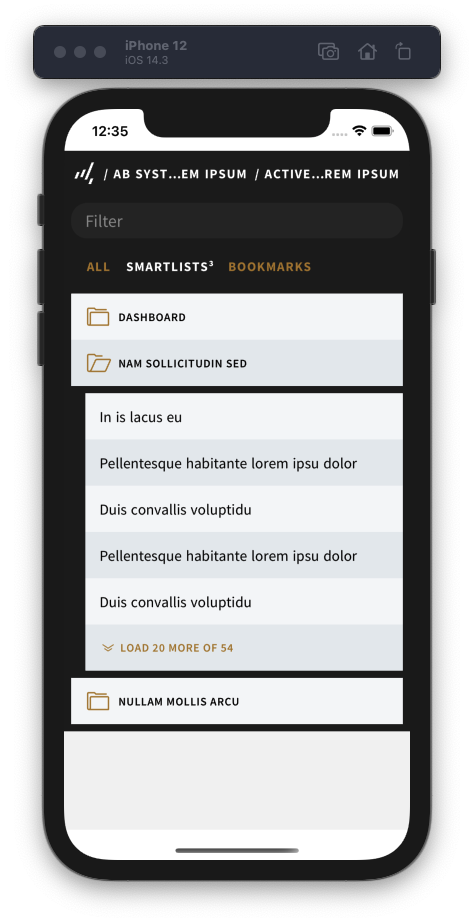 iPhone 12
iOS 14.3
12:35
/ AB SYST...EM IPSUM / ACTIVE...REM IPSUM
Filter
ALL SMARTLISTS³ BOOKMARKS
DASHBOARD
NAM SOLLICITUDIN SED
In is lacus eu
Pellentesque habitante lorem ipsu dolor
Duis convallis voluptidu
Pellentesque habitante lorem ipsu dolor
Duis convallis voluptidu
LOAD 20 MORE OF 54
NULLAM MOLLIS ARCU